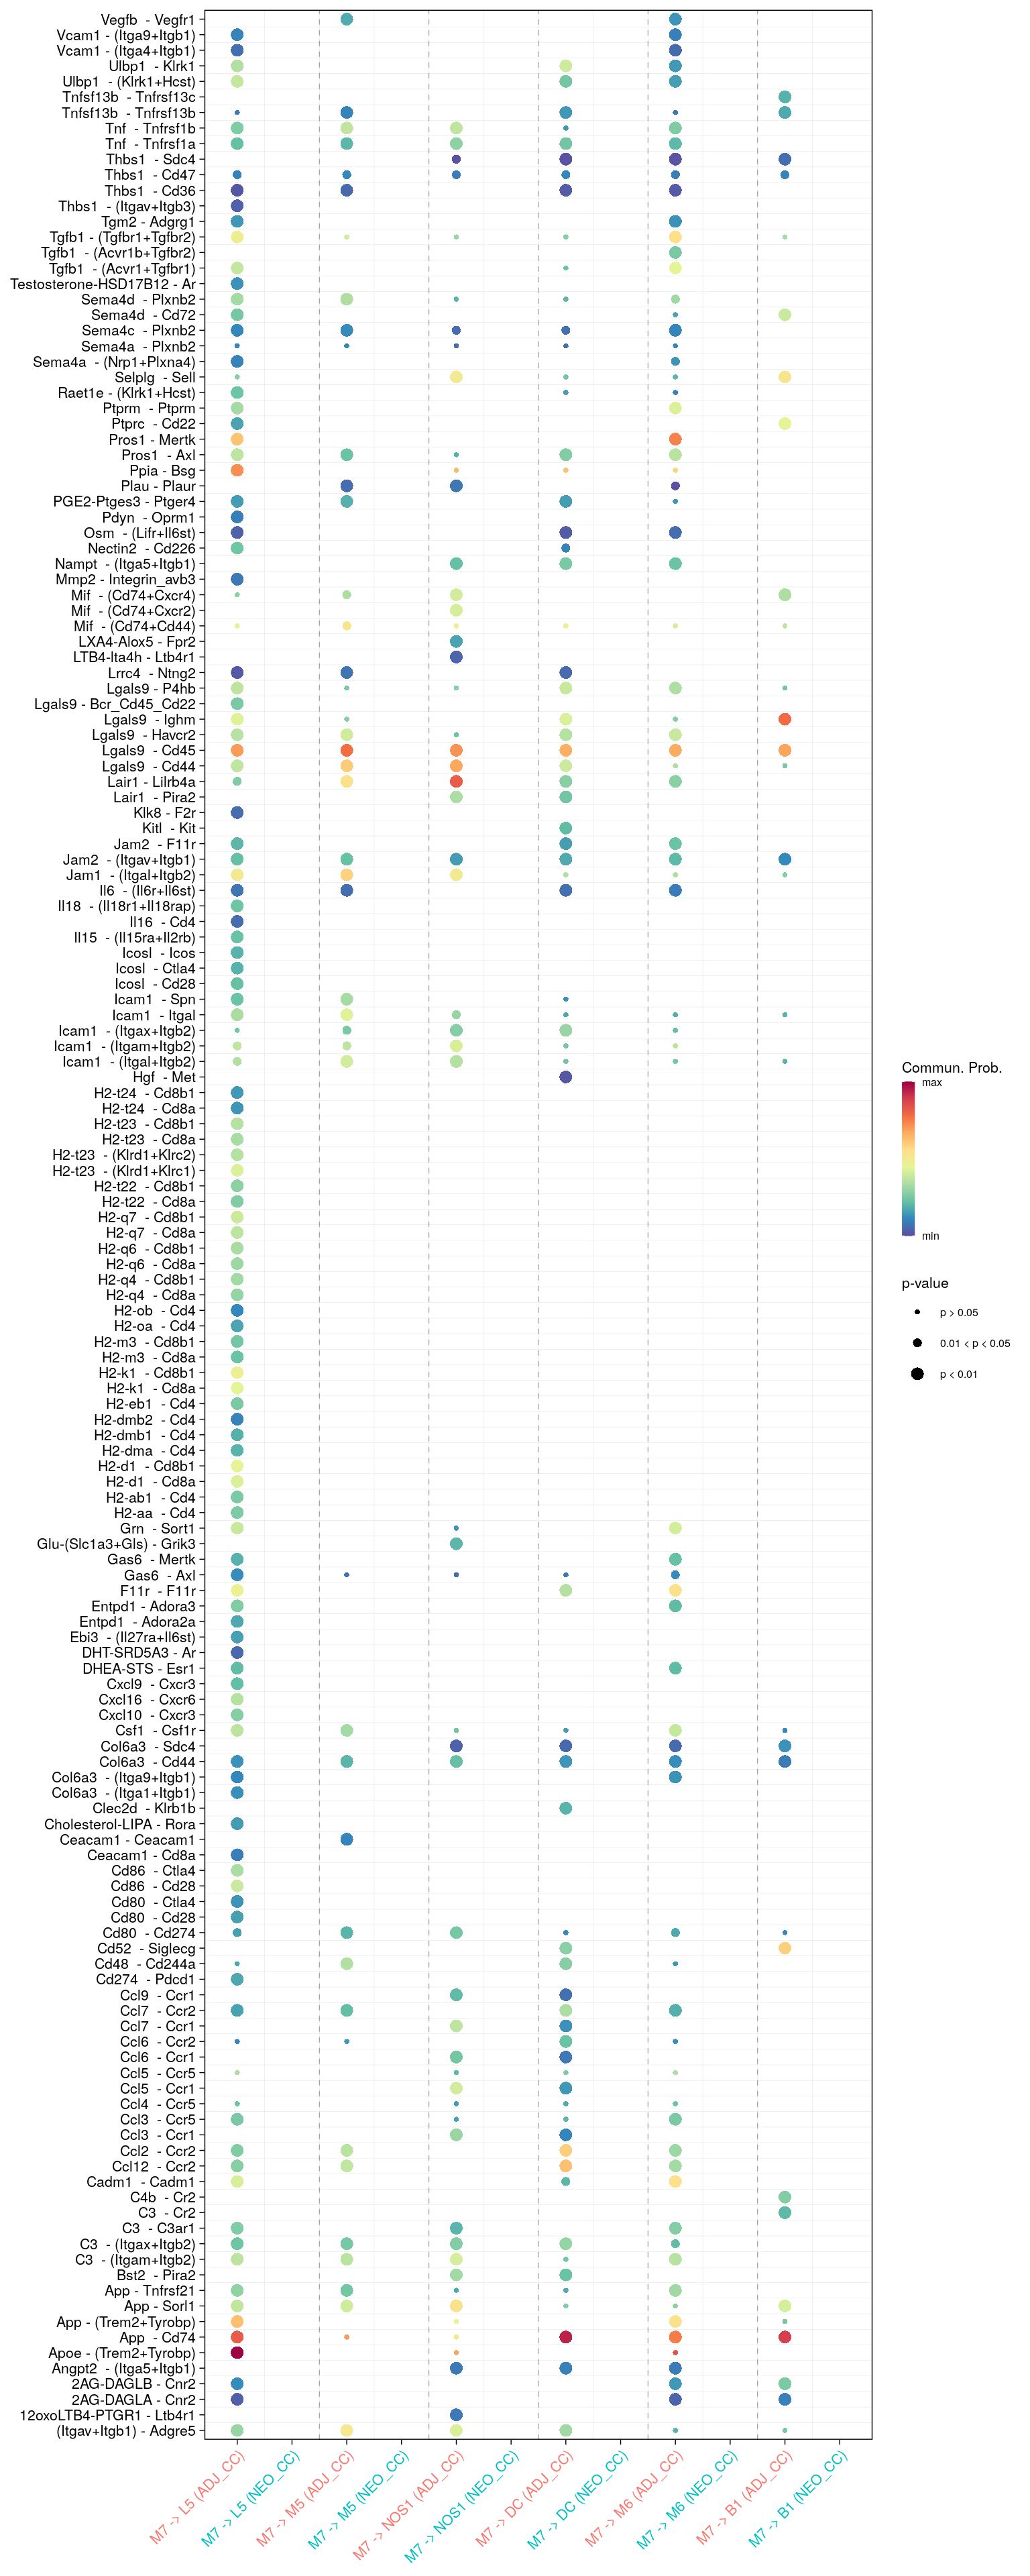 Vegfb - Vegfr1
Vcam1 - (Itga9+Itgb1)
Vcam1 - (Itga4+Itgb1)
Ulbp1 - Klrk1
Ulbp1 - (Klrk1+Hcst)
Tnfsf13b - Tnfrsf13c
Tnfsf13b - Tnfrsf13b
Tnf - Tnfrsf1b
Tnf - Tnfrsf1a
Thbs1 - Sdc4
Thbs1 - Cd47
Thbs1 - Cd36
Thbs1 - (Itgav+Itgb3)
Tgm2 - Adgrg1
Tgfb1 - (Tgfbr1+Tgfbr2)
Tgfb1 - (Acvr1b+Tgfbr2)
Tgfb1 - (Acvr1+Tgfbr1)
Testosterone-HSD17B12 - Ar
Sema4d - Plxnb2
Sema4d - Cd72
Sema4c - Plxnb2
Sema4a - Plxnb2
Sema4a - (Nrp1+Plxna4)
Selplg - Sell
Raet1e - (Klrk1+Hcst)
Ptprm - Ptprm
Ptprc - Cd22
Pros1 - Mertk
Pros1 - Axl
Ppia - Bsg
Plau - Plaur
PGE2-Ptges3 - Ptger4
Pdyn - Oprm1
Osm - (Lifr+Il6st)
Nectin2 - Cd226
Nampt - (Itga5+Itgb1)
Mmp2 - Integrin_avb3
Mif - (Cd74+Cxcr4)
Mif - (Cd74+Cxcr2)
Mif - (Cd74+Cd44)
LXA4-Alox5 - Fpr2
LTB4-lta4h - Ltb4r1
Lrrc4 - Ntng2
Lgals9 - P4hb
Lgals9 - Bcr_Cd45_Cd22
Lgals9 - Ighm
Lgals9 - Havcr2
Lgals9 - Cd45
Lgals9 - Cd44
Lair1 - Lilrb4a
Lair1 - Pira2
Klk8 - F2r
Kitl - Kit
Jam2 - F11r
Jam2 - (Itgav+Itgb1)
Jam1 - (Itgal+Itgb2)
Il6 - (Il6r+Il6st)
Il18 - (Il18r1+Il18rap)
Il16 - Cd4
Il15 - (Il15ra+Il2rb)
Icosl - Icos
Icosl - Ctla4
Icosl - Cd28
Icam1 - Spn
Icam1 - Itgal
Icam1 - (Itgax+Itgb2)
Icam1 - (Itgam+Itgb2)
Icam1 - (Itgal+Itgb2)
Hgf - Met
H2-t24 - Cd8b1
H2-t24 - Cd8a
H2-t23 - Cd8b1
H2-t23 - Cd8a
H2-t23 - (Klrd1+Klrc2)
H2-t23 - (Klrd1+Klrc1)
H2-t22 - Cd8b1
H2-t22 - Cd8a
H2-q7 - Cd8b1
H2-q7 - Cd8a
H2-q6 - Cd8b1
H2-q6 - Cd8a
H2-q4 - Cd8b1
H2-q4 - Cd8a
H2-ob - Cd4
H2-oa - Cd4
H2-m3 - Cd8b1
H2-m3 - Cd8a
H2-k1 - Cd8b1
H2-k1 - Cd8a
H2-eb1 - Cd4
H2-dmb2 - Cd4
H2-dmb1 - Cd4
H2-dma - Cd4
H2-d1 - Cd8b1
H2-d1 - Cd8a
H2-ab1 - Cd4
H2-aa - Cd4
Grn - Sort1
Glu-(Slc1a3+Gls) - Grik3
Gas6 - Mertk
Gas6 - Axl
F11r - F11r
Entpd1 - Adora3
Entpd1 - Adora2a
Ebi3 - (Il27ra+Il6st)
DHT-SRD5A3 - Ar
DHEA-STS - Esr1
Cxcl9 - Cxcr3
Cxcl16 - Cxcr6
Cxcl10 - Cxcr3
Csf1 - Csf1r
Col6a3 - Sdc4
Col6a3 - Cd44
Col6a3 - (Itga9+Itgb1)
Col6a3 - (Itga1+Itgb1)
Clec2d - Klrb1b
Cholesterol-LIPA - Rora
Ceacam1 - Ceacam1
Ceacam1 - Cd8a
Cd86 - Ctla4
Cd86 - Cd28
Cd80 - Ctla4
Cd80 - Cd28
Cd80 - Cd274
Cd52 - Siglecg
Cd48 - Cd244a
Cd274 - Pdcd1
Ccl9 - Ccr1
Ccl7 - Ccr2
Ccl7 - Ccr1
Ccl6 - Ccr2
Ccl6 - Ccr1
Ccl5 - Ccr5
Ccl5 - Ccr1
Ccl4 - Ccr5
Ccl3 - Ccr5
Ccl3 - Ccr1
Ccl2 - Ccr2
Ccl12 - Ccr2
Cadm1 - Cadm1
C4b - Cr2
C3 - Cr2
C3 - C3ar1
C3 - (Itgax+Itgb2)
C3 - (Itgam+Itgb2)
Bst2 - Pira2
App - Tnfrsf21
App - Sorl1
App - (Trem2+Tyrobp)
App - Cd74
Apoe - (Trem2+Tyrobp)
Angpt2 - (Itga5+Itgb1)
2AG-DAGLB - Cnr2
2AG-DAGLA - Cnr2
12oxoLTB4-PTGR1 - Ltb4r1
(Itgav+Itgb1) - Adgre5
M7 -> L5 (ADJ_CC)
M7 -> L5 (NEO_CC)
M7 -> M5 (ADJ_CC)
M7 -> M5 (NEO_CC)
M7 -> NOS1 (ADJ_CC)
M7 -> NOS1 (NEO_CC)
M7 -> DC (ADJ_CC)
M7 -> DC (NEO_CC)
M7 -> M6 (ADJ_CC)
M7 -> M6 (NEO_CC)
M7 -> B1 (ADJ_CC)
M7 -> B1 (NEO_CC)
Commun. Prob.
max
min
p-value
p > 0.05
0.01 < p < 0.05
p < 0.01